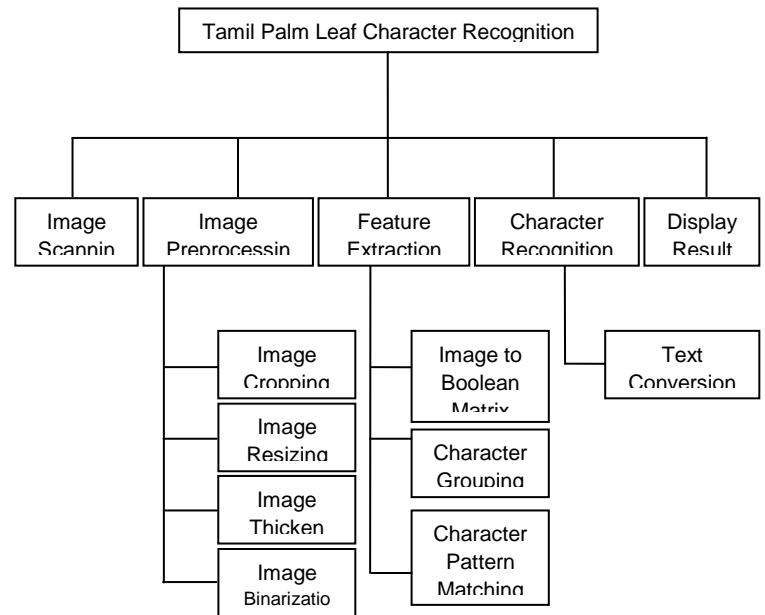 Tamil Palm Leaf Character Recognition
Image
Scannin
Image
Preprocessin
Feature
Extraction
Character
Recognition
Display
Result
Image
Cropping
Image
Resizing
Image
Thicken
Image
Binarizatio
Image to
Boolean
Matrix
Character
Grouping
Character
Pattern
Matching
Text
Conversion